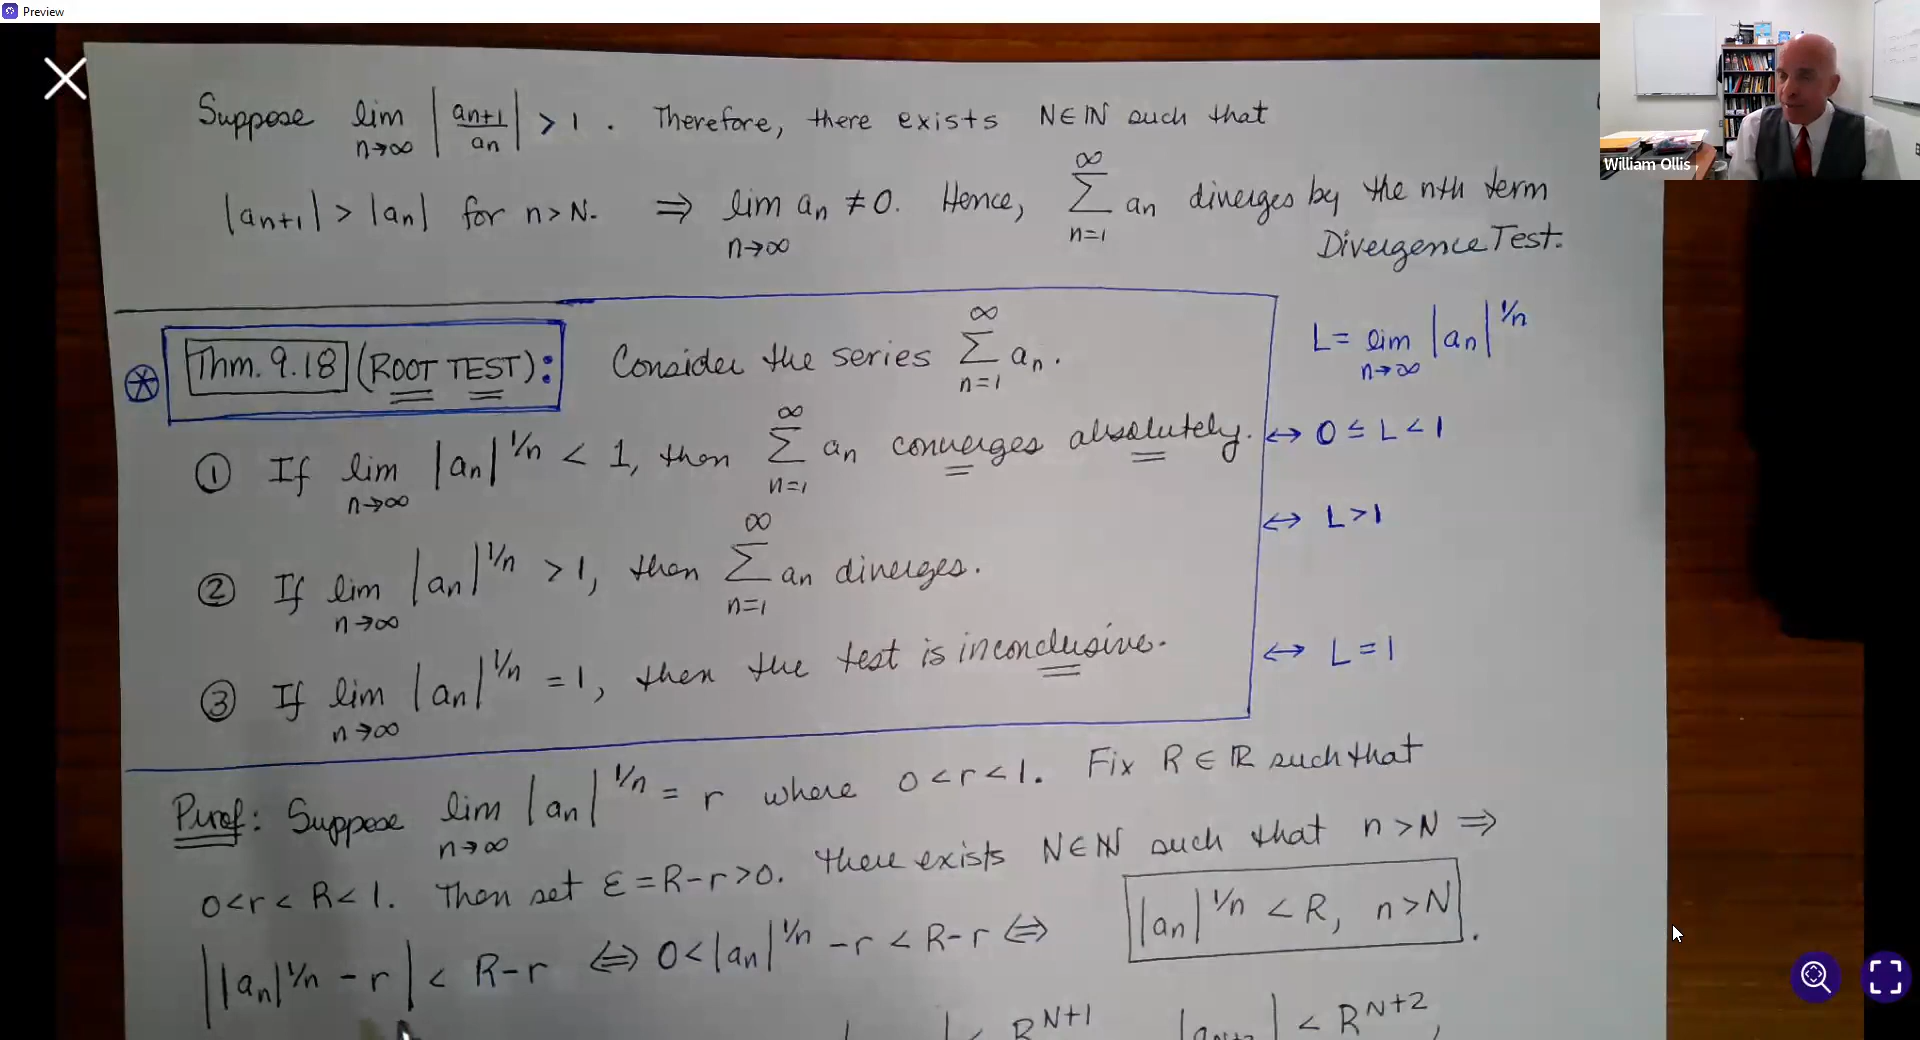 Preview
William Ollis
Suppose lim n→∞ |an+1/an| > 1. Therefore, there exists N∈ℕ such that
|an+1| > |an| for n > N. ⇒ lim n→∞ an ≠ 0. Hence, ∞ Σ n=1 an diverges by the nth term
Divergence Test.
L = lim n→∞ |an|^1/n
Thm. 9.18 (ROOT TEST): Consider the series ∞ Σ n=1 an.
① If lim n→∞ |an|^1/n < 1, then ∞ Σ n=1 an converges absolutely. ↔ 0 ≤ L < 1
↔ L > 1
② If lim n→∞ |an|^1/n > 1, then ∞ Σ n=1 an diverges.
③ If lim n→∞ |an|^1/n = 1, then the test is inconclusive. ↔ L = 1
Proof: Suppose lim n→∞ |an|^1/n = r where 0 < r < 1. Fix R ∈ ℝ such that
0 < r < R < 1. Then set ε = R - r > 0. There exists N∈ℕ such that n > N ⇒
||an|^1/n - r| < R - r ⇔ 0 < |an|^1/n - r < R - r ⇔ |an|^1/n < R, n > N.
< R^N+1 |an+2| < R^N+2,